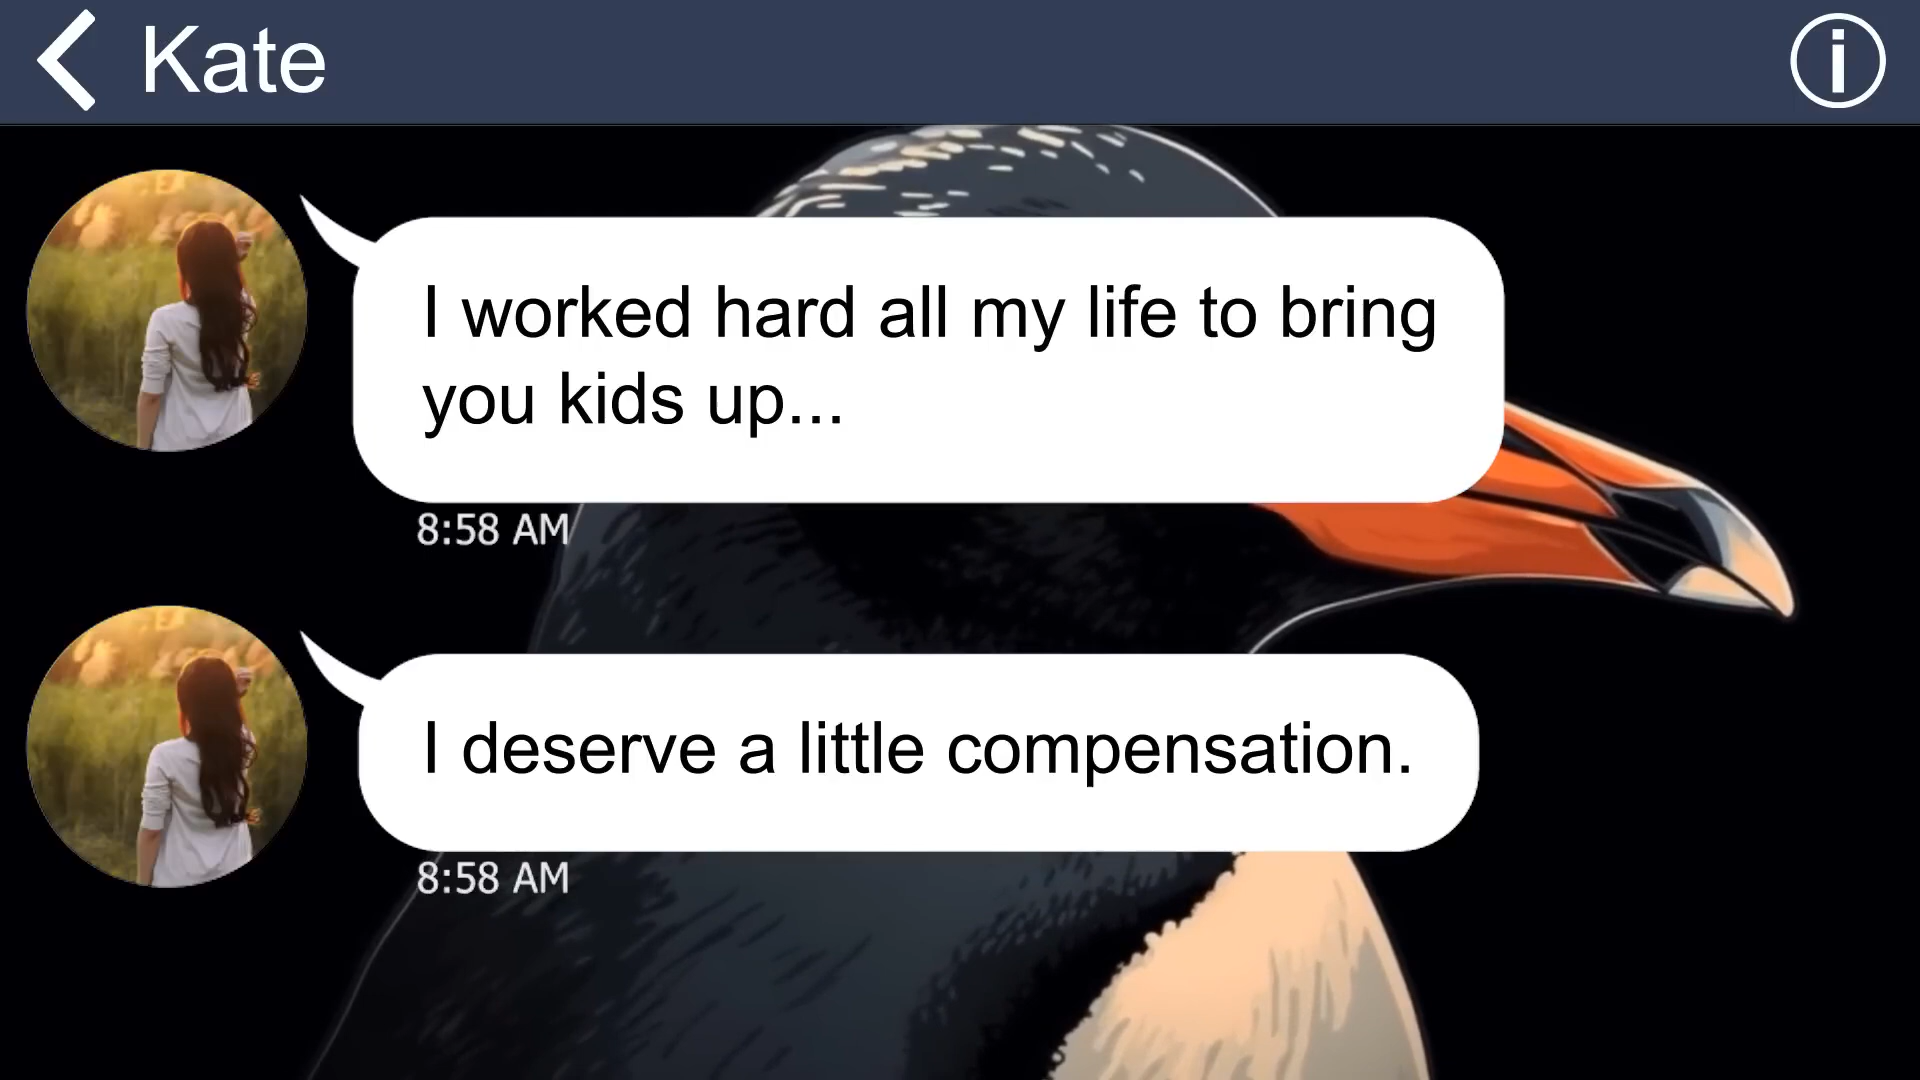 Kate
I worked hard all my life to bring
you kids up...
8:58 AM
I deserve a little compensation.
8:58 AM